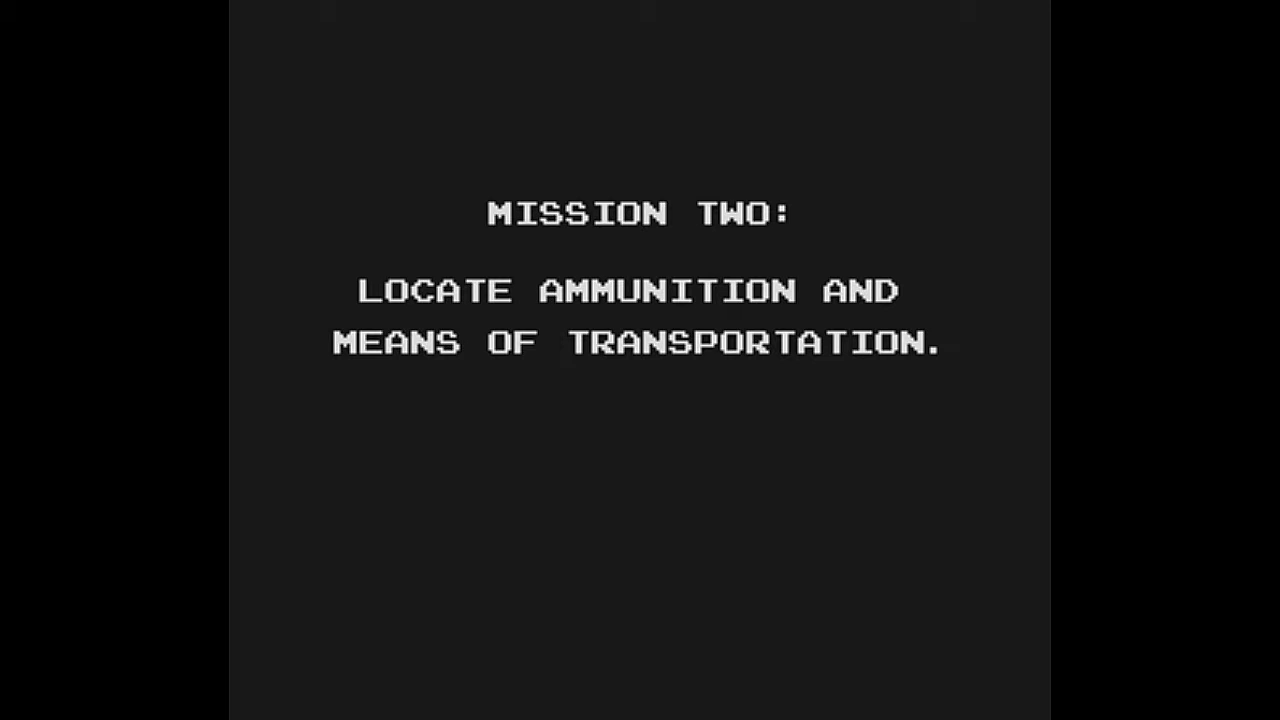 MISSION TWO:
LOCATE AMMUNITION AND
MEANS OF TRANSPORTATION.